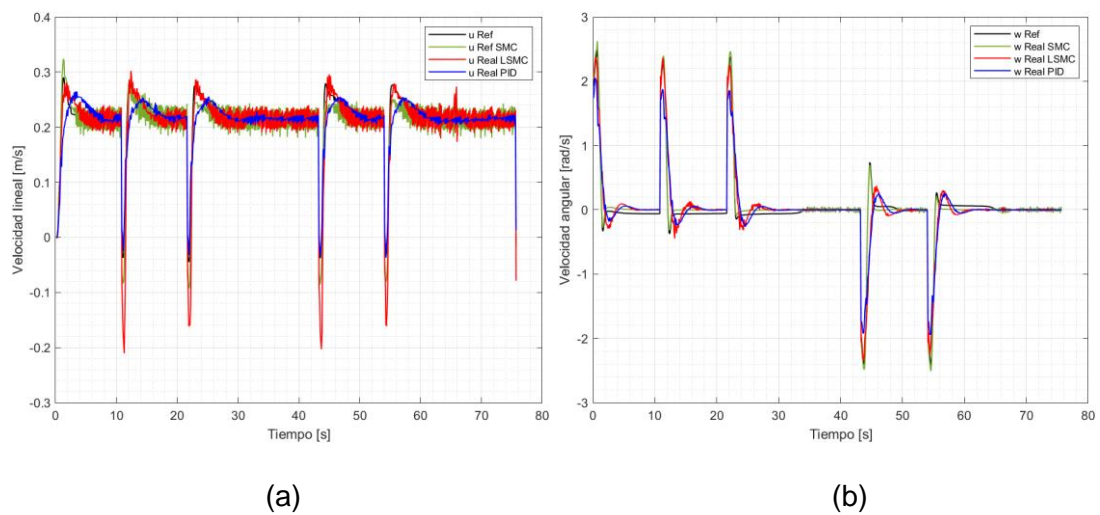 0.4
0.3
0.2
0.1
0
-0.1
-0.2
-0.3
Velocidad lineal [m/s]
0 10 20 30 40 50 60 70 80
Tiempo [s]
u Ref
u Ref SMC
u Real LSMC
u Real PID
(a)
3
2
1
0
-1
-2
-3
Velocidad angular [rad/s]
0 10 20 30 40 50 60 70 80
Tiempo [s]
w Ref
w Real SMC
w Real LSMC
w Real PID
(b)